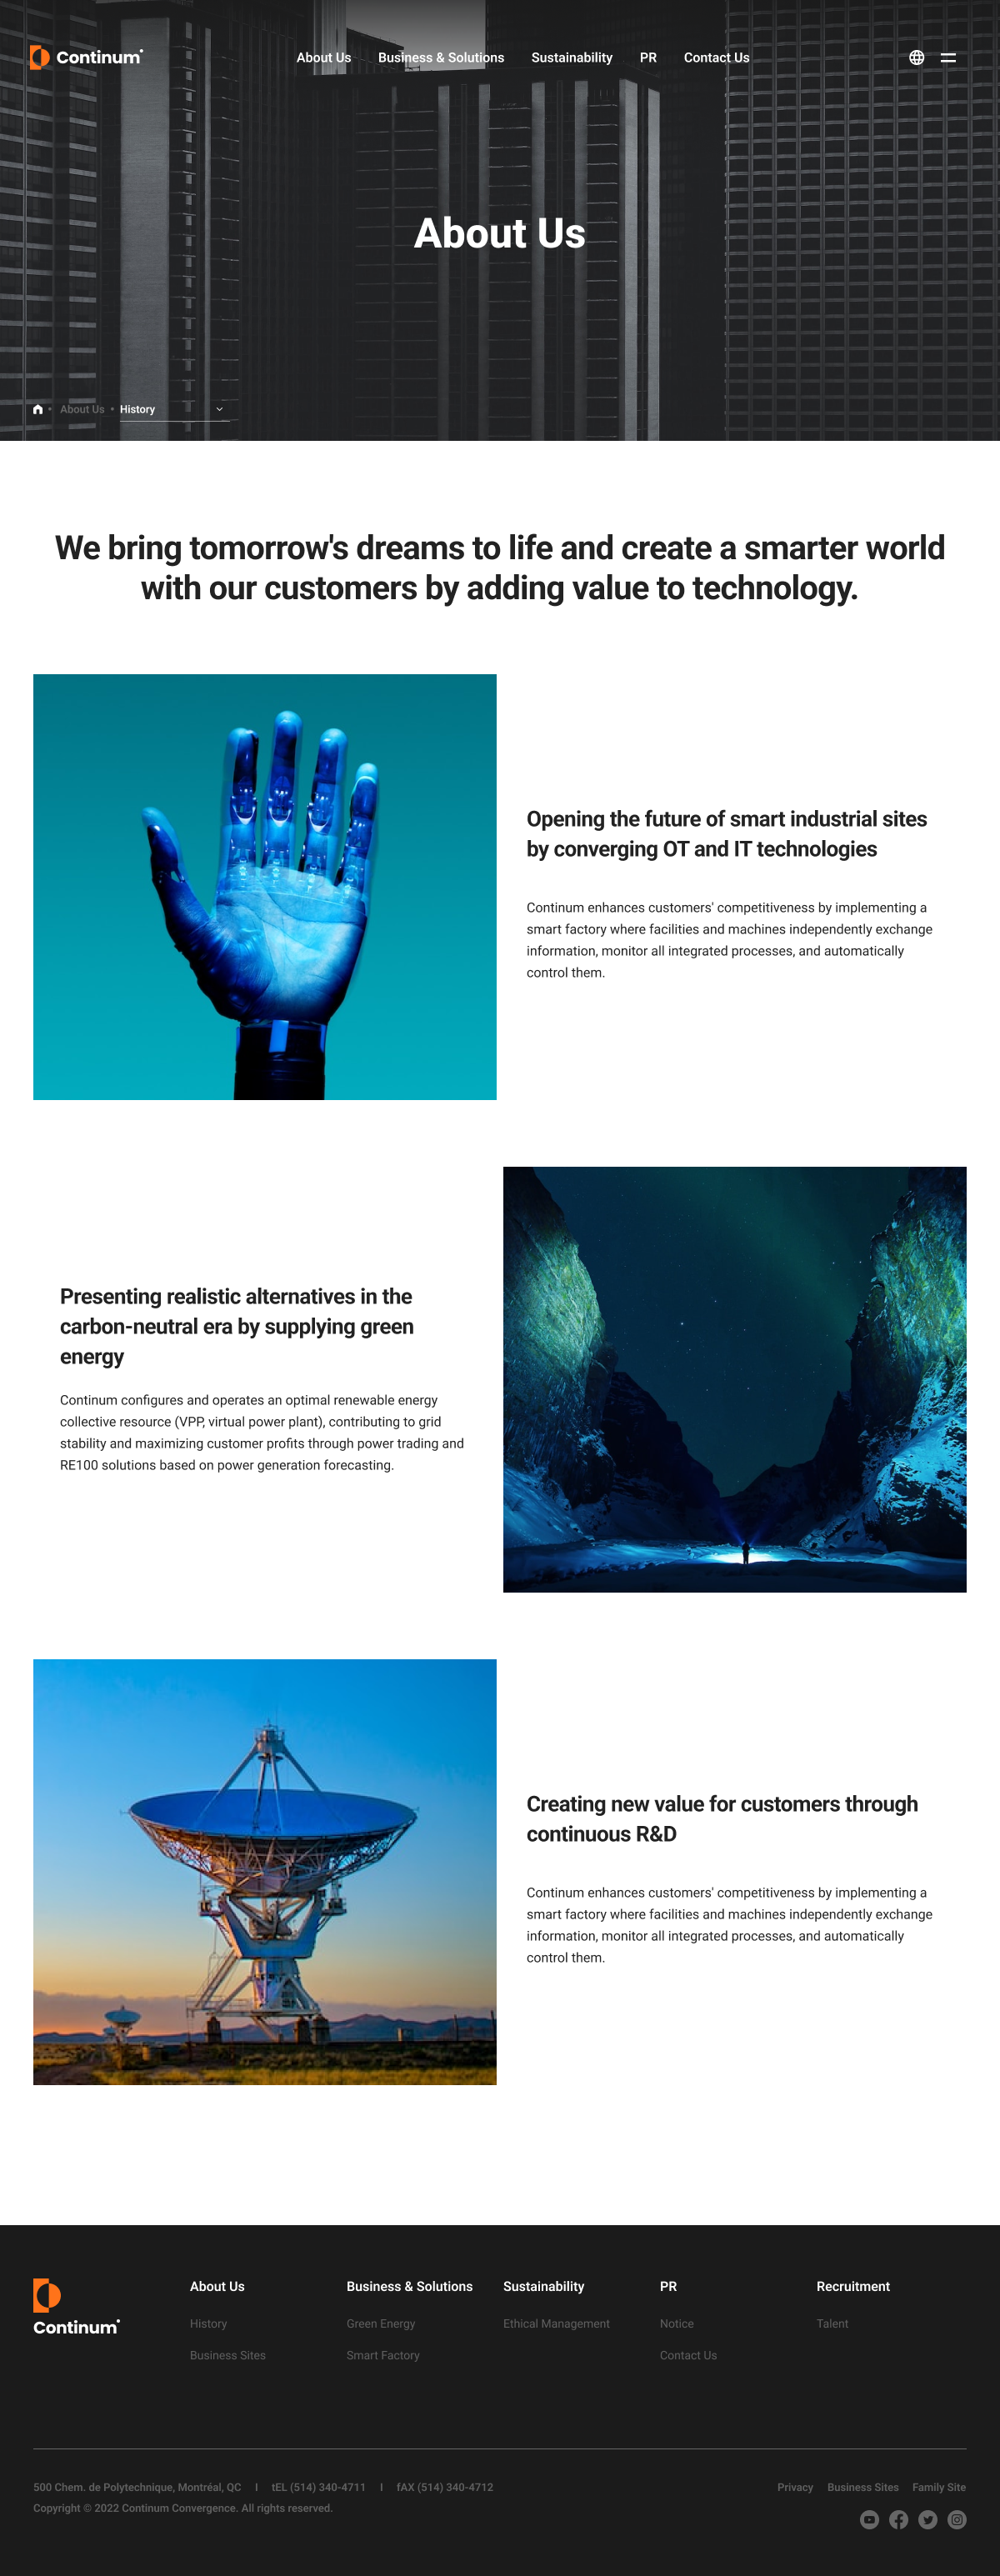 Continum
About Us
Business & Solutions
Sustainability
PR
Contact Us
About Us
About Us
History
We bring tomorrow's dreams to life and create a smarter world
with our customers by adding value to technology.
Opening the future of smart industrial sites
by converging OT and IT technologies
Continum enhances customers' competitiveness by implementing a
smart factory where facilities and machines independently exchange
information, monitor all integrated processes, and automatically
control them.
Presenting realistic alternatives in the
carbon-neutral era by supplying green
energy
Continum configures and operates an optimal renewable energy
collective resource (VPP, virtual power plant), contributing to grid
stability and maximizing customer profits through power trading and
RE100 solutions based on power generation forecasting.
Creating new value for customers through
continuous R&D
Continum enhances customers' competitiveness by implementing a
smart factory where facilities and machines independently exchange
information, monitor all integrated processes, and automatically
control them.
Continum
About Us
History
Business Sites
Business & Solutions
Green Energy
Smart Factory
Sustainability
Ethical Management
PR
Notice
Contact Us
Recruitment
Talent
500 Chem. de Polytechnique, Montréal, QC I tEL (514) 340-4711 I fAX (514) 340-4712
Copyright © 2022 Continum Convergence. All rights reserved.
Privacy Business Sites Family Site